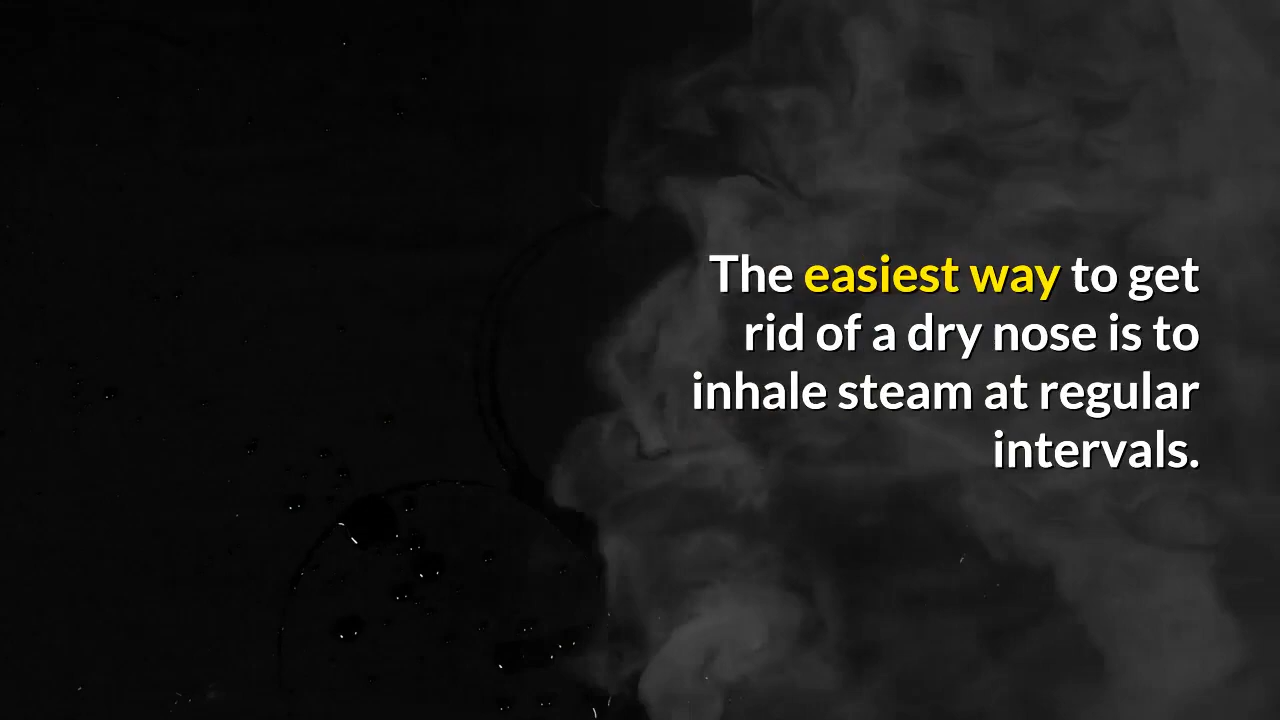 The easiest way to get
rid of a dry nose is to
inhale steam at regular
intervals.